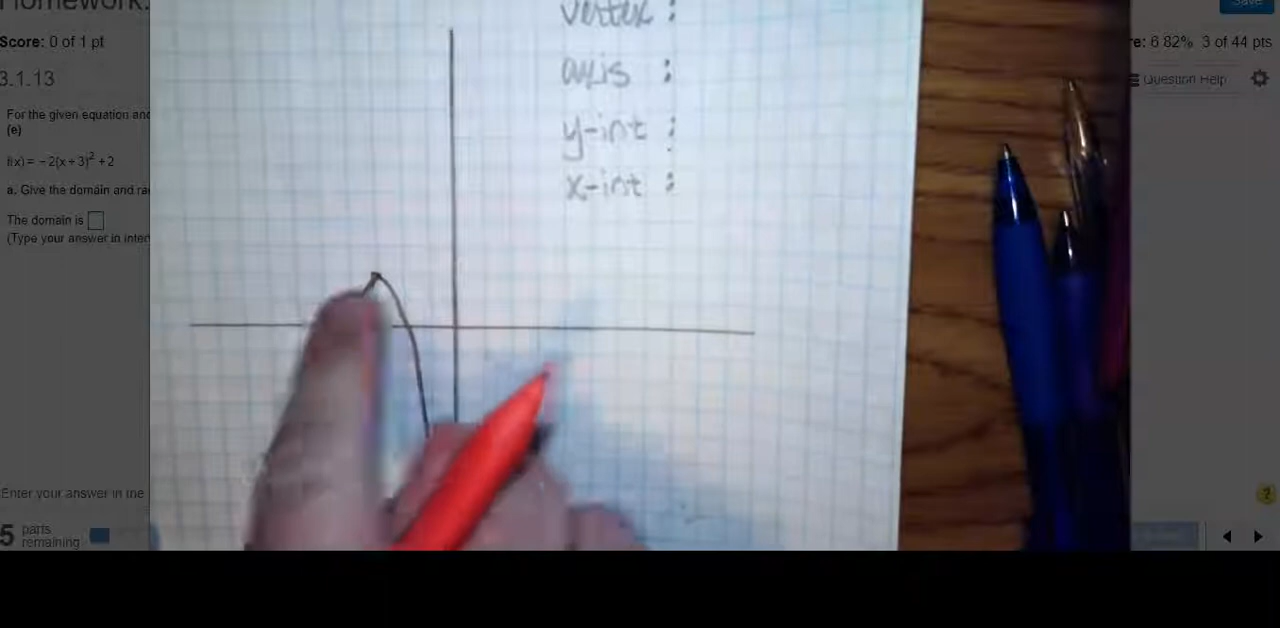 Homework:
Save
Score: 0 of 1 pt
re: 6.82% 3 of 44 pts
3.1.13
Question Help
For the given equation and
(e)
f(x) = −2(x+3)² +2
a. Give the domain and ra
The domain is
(Type your answer in inter
vertex :
axis :
y-int :
x-int :
Enter your answer in the
5 parts remaining
?